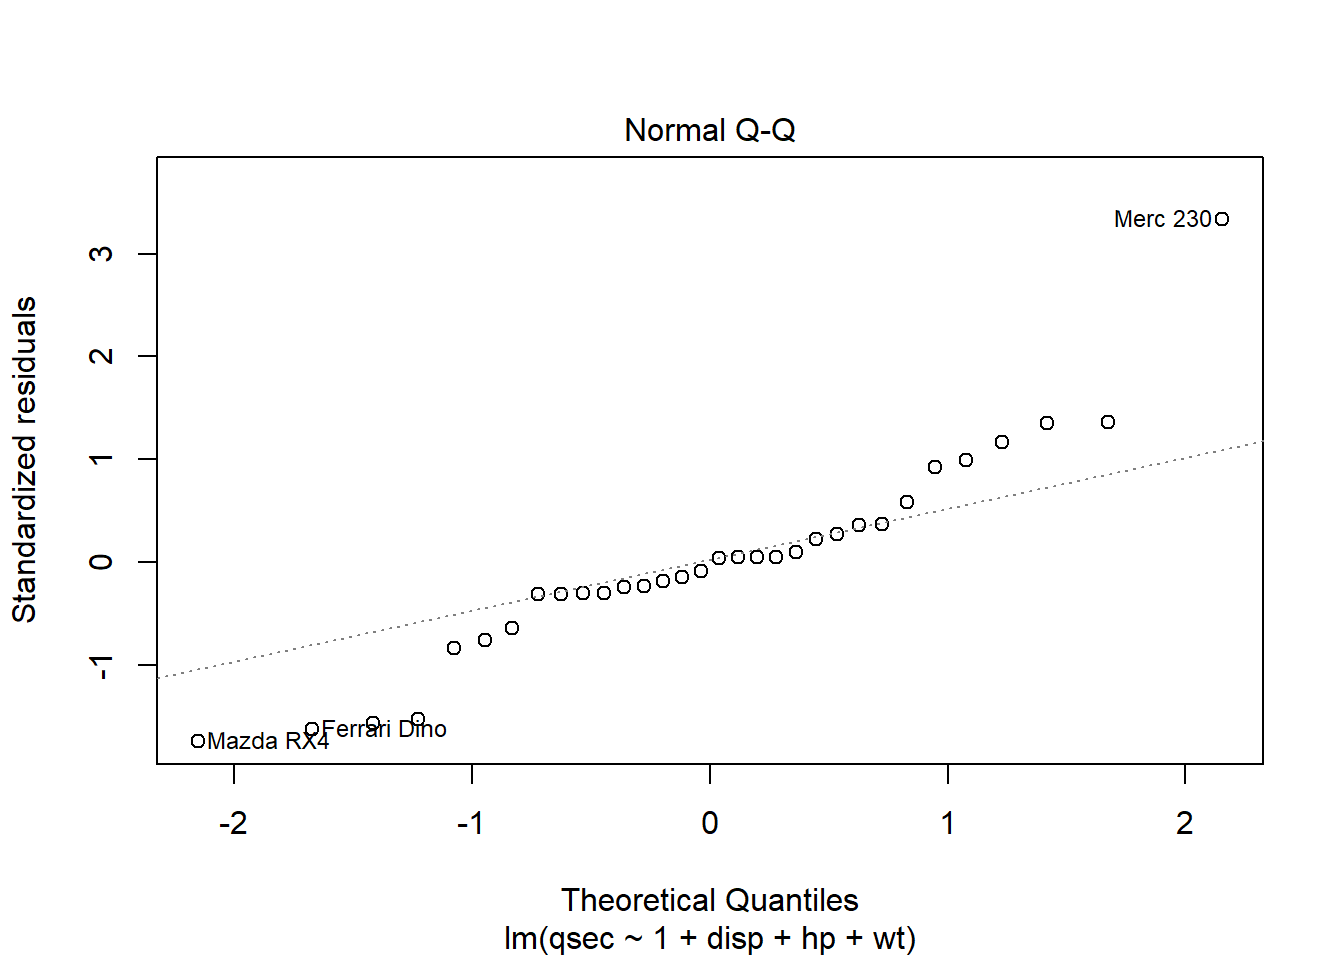 Normal Q-Q
Merc 230
Standardized residuals
3
2
1
0
-1
Ferrari Dino
Mazda RX4
-2
-1
0
1
2
Theoretical Quantiles
lm(qsec ~ 1 + disp + hp + wt)